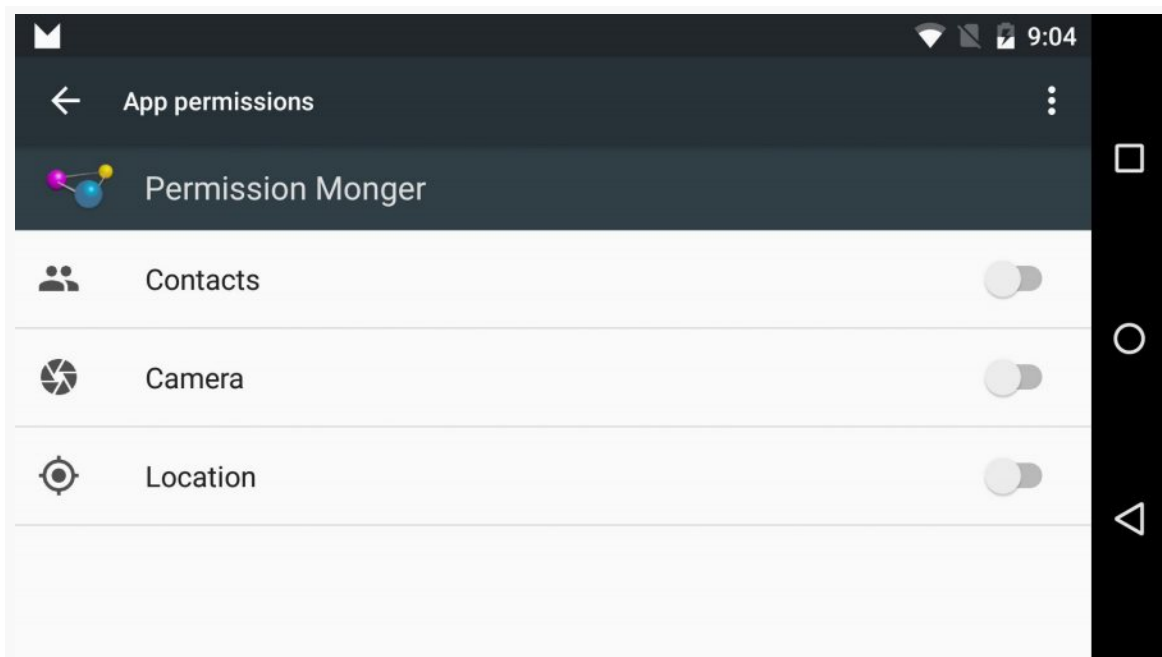 9:04
App permissions
Permission Monger
Contacts
Camera
Location